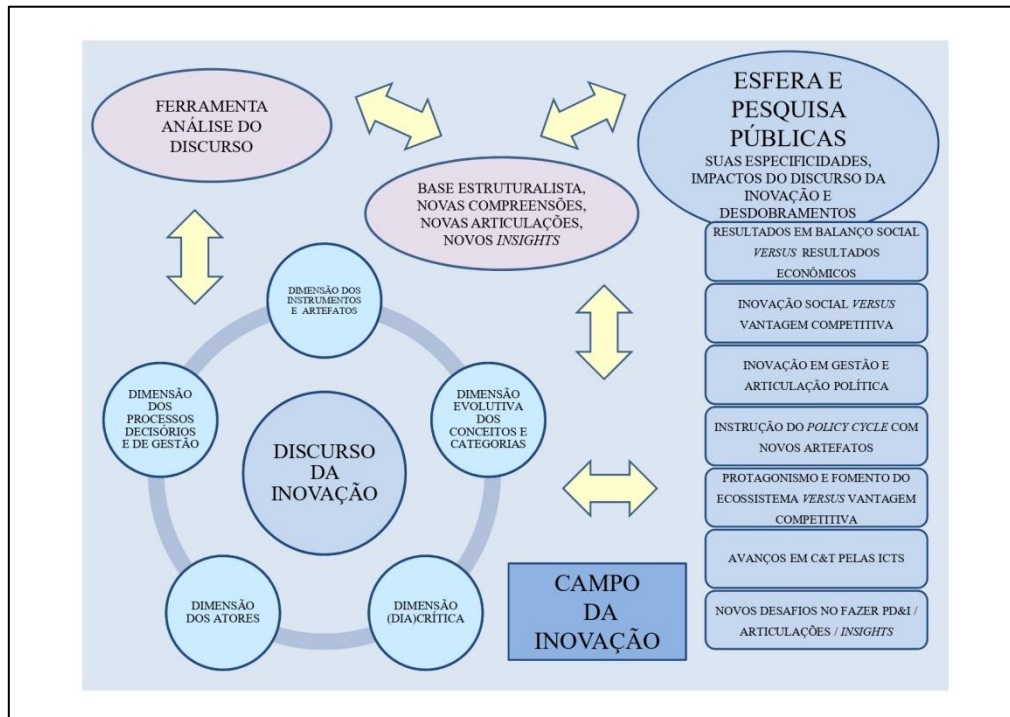 FERRAMENTA
ANÁLISE DO
DISCURSO
BASE ESTRUTURALISTA,
NOVAS COMPREENSÕES,
NOVAS ARTICULAÇÕES,
NOVOS INSIGHTS
ESFERA E
PESQUISA
PÚBLICAS
SUAS ESPECIFICIDADES,
IMPACTOS DO DISCURSO DA
INOVAÇÃO E
DESDOBRAMENTOS
RESULTADOS EM BALANÇO SOCIAL
VERSUS RESULTADOS
ECONÔMICOS
INOVAÇÃO SOCIAL VERSUS
VANTAGEM COMPETITIVA
INOVAÇÃO EM GESTÃO E
ARTICULAÇÃO POLÍTICA
INSTRUÇÃO DO POLICY CYCLE COM
NOVOS ARTEFATOS
PROTAGONISMO E FOMENTO DO
ECOSSISTEMA VERSUS VANTAGEM
COMPETITIVA
AVANÇOS EM C&T PELAS ICTS
NOVOS DESAFIOS NO FAZER PD&I /
ARTICULAÇÕES / INSIGHTS
DIMENSÃO DOS
INSTRUMENTOS
E ARTEFATOS
DIMENSÃO
DOS
PROCESSOS
DECISÓRIOS
E DE GESTÃO
DIMENSÃO
EVOLUTIVA
DOS
CONCEITOS E
CATEGORIAS
DISCURSO
DA
INOVAÇÃO
DIMENSÃO
DOS ATORES
DIMENSÃO
(DIA)CRÍTICA
CAMPO
DA
INOVAÇÃO